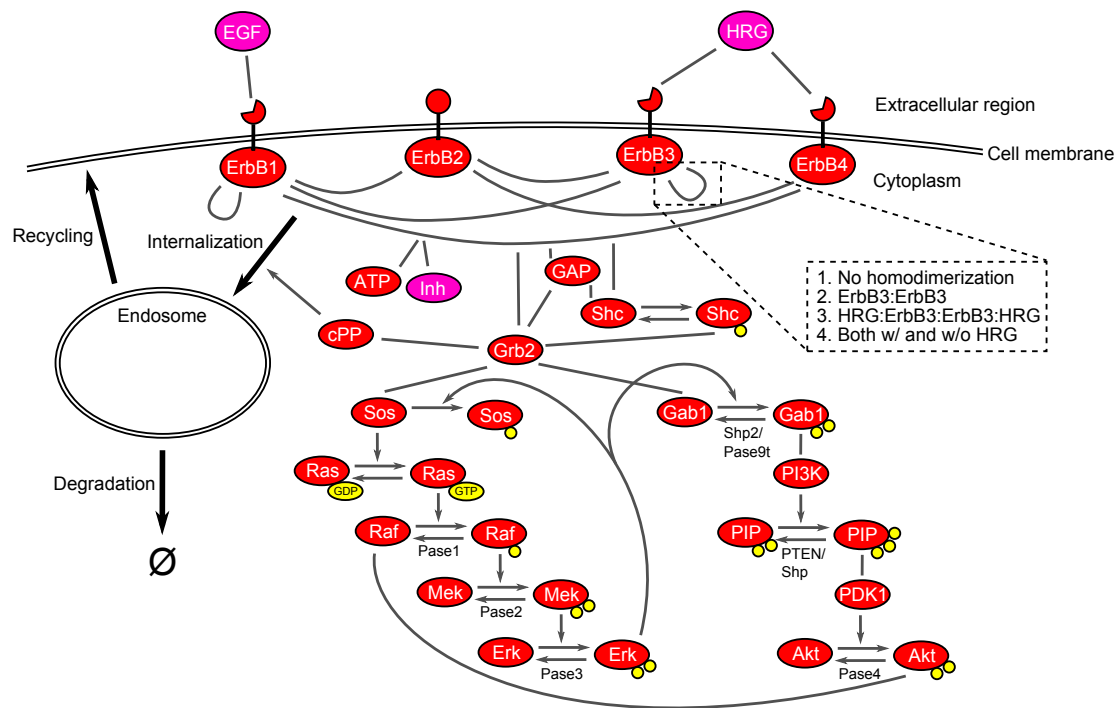 EGF
HRG
Extracellular region
ErbB1
ErbB2
ErbB3
ErbB4
Cell membrane
Cytoplasm
Recycling
Internalization
ATP
Inh
GAP
Shc
Shc
1. No homodimerization
2. ErbB3:ErbB3
3. HRG:ErbB3:ErbB3:HRG
4. Both w/ and w/o HRG
Endosome
cPP
Grb2
Sos
Sos
Gab1
Gab1
Shp2/
Pase9t
Ras
GDP
Ras
GTP
PI3K
Degradation
Ø
Raf
Raf
Pase1
PIP
PIP
PTEN/
Shp
Mek
Mek
Pase2
PDK1
Erk
Erk
Pase3
Akt
Akt
Pase4